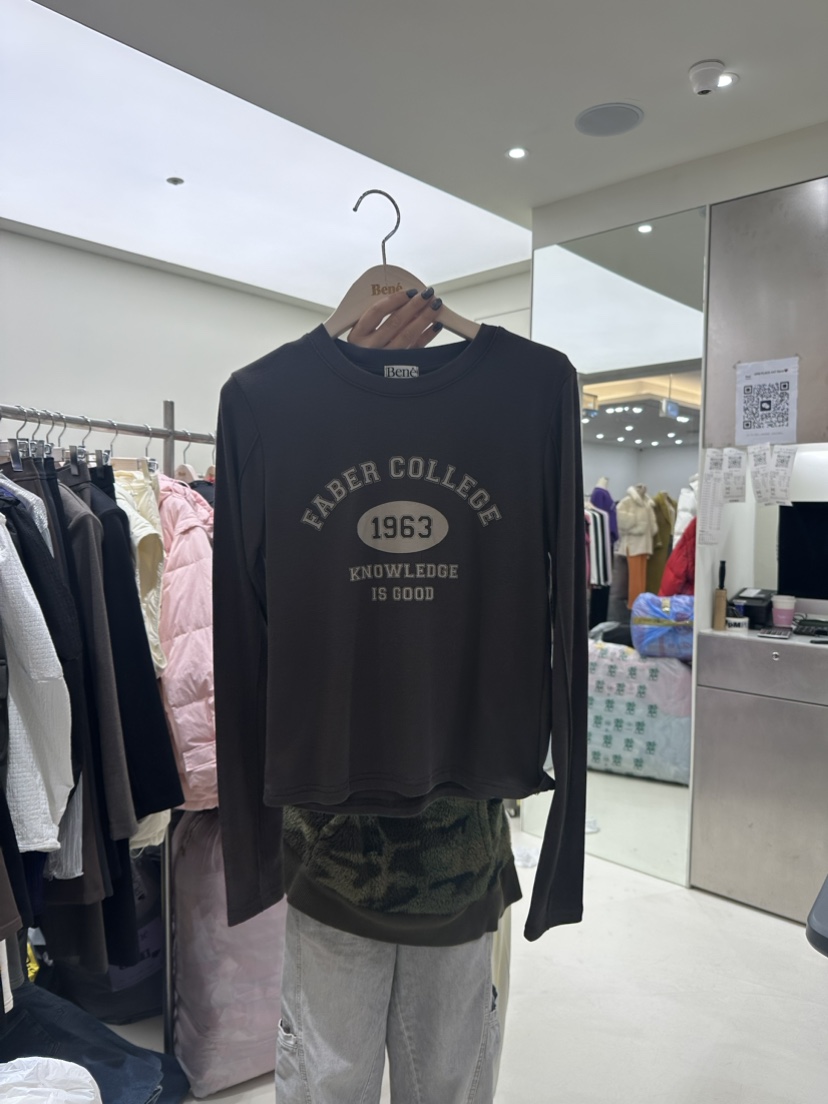 Bené
Bené
FABER COLLEGE
1963
KNOWLEDGE
IS GOOD